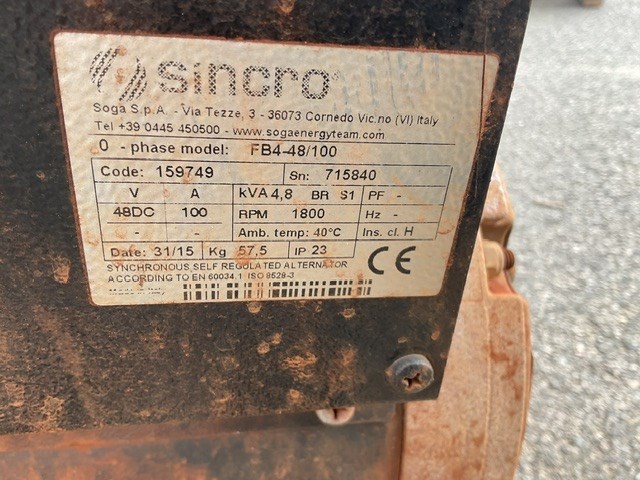 Sincro
Soga S.p.A. - Via Tezze, 3 - 36073 Cornedo Vic.no (VI) Italy
Tel +39 0445 450500 - www.sogaenergyteam.com
0 - phase model: FB4-48/100
Code: 159749 Sn: 715840
V A kVA 4,8 BR S1 PF -
48DC 100 RPM 1800 Hz -
- - Amb. temp: 40°C Ins. cl. H
Date: 31/15 Kg 57,5 IP 23 CE
SYNCHRONOUS SELF REGULATED ALTERNATOR
ACCORDING TO EN 60034.1 ISO 8528-3
Made in Italy